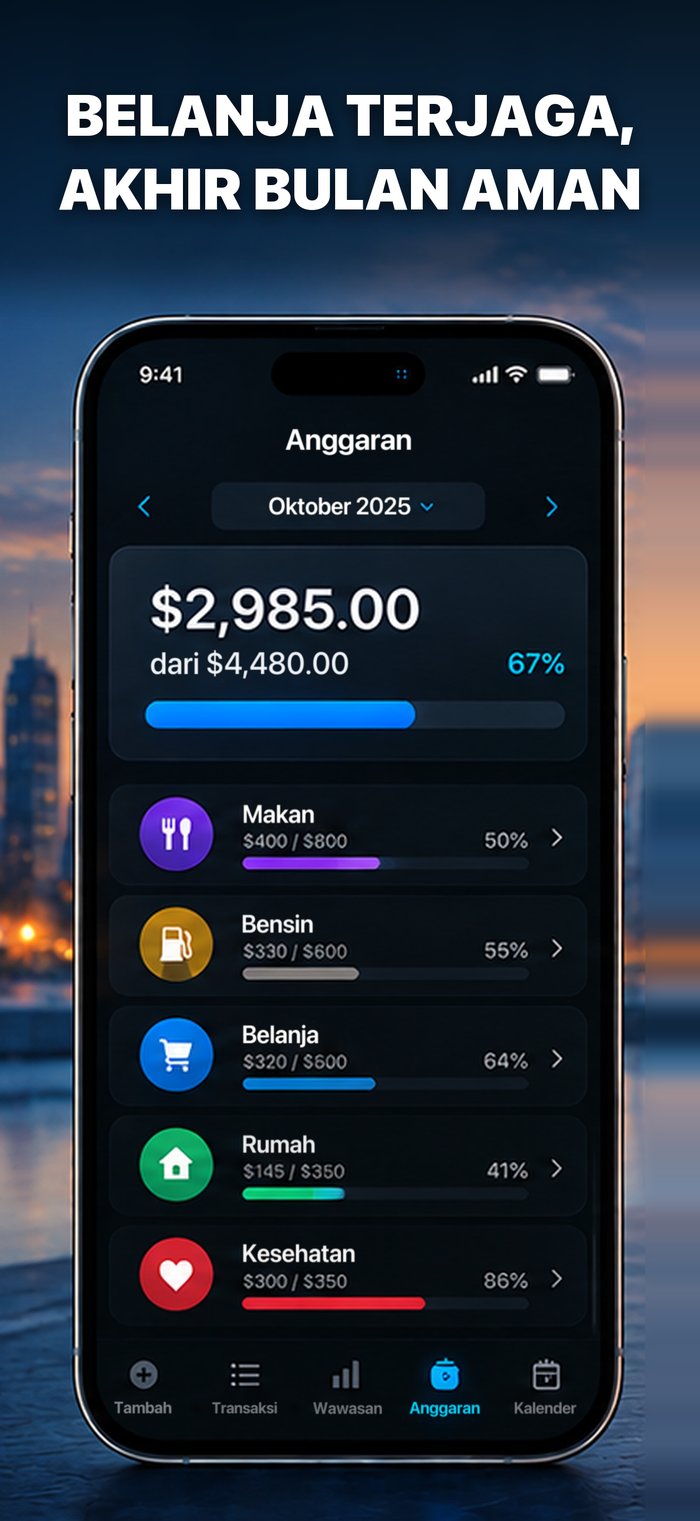 BELANJA TERJAGA,
AKHIR BULAN AMAN
9:41
Anggaran
Oktober 2025
$2,985.00
dari $4,480.00
67%
Makan
$400 / $800
50%
Bensin
$330 / $600
55%
Belanja
$320 / $600
64%
Rumah
$145 / $350
41%
Kesehatan
$300 / $350
86%
Tambah
Transaksi
Wawasan
Anggaran
Kalender